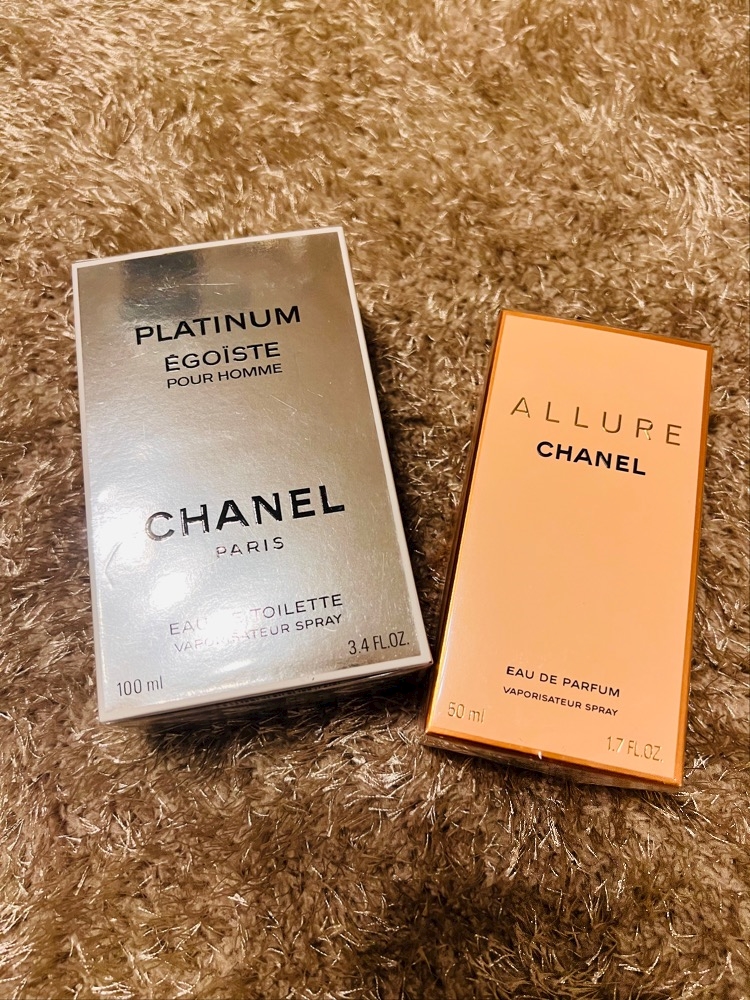 PLATINUM
ÉGOÏSTE
POUR HOMME
CHANEL
PARIS
EAU DE TOILETTE
VAPORISATEUR SPRAY
100 ml
3.4 FL.OZ.
ALLURE
CHANEL
EAU DE PARFUM
VAPORISATEUR SPRAY
50 ml
1.7 FL.OZ.